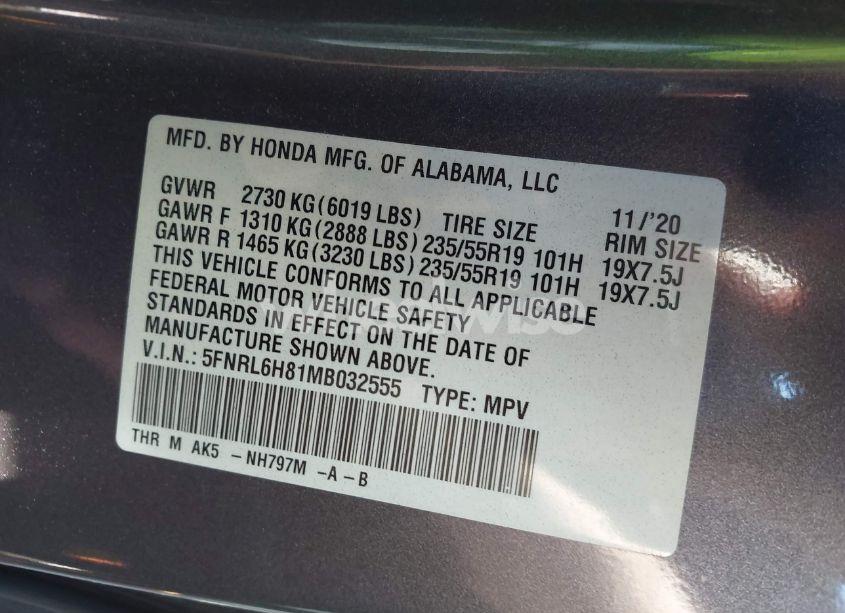 MFD. BY HONDA MFG. OF ALABAMA, LLC
GVWR 2730 KG(6019 LBS) TIRE SIZE 11/'20 RIM SIZE
GAWR F 1310 KG(2888 LBS) 235/55R19 101H 19X7.5J
GAWR R 1465 KG(3230 LBS) 235/55R19 101H 19X7.5J
THIS VEHICLE CONFORMS TO ALL APPLICABLE
FEDERAL MOTOR VEHICLE SAFETY
STANDARDS IN EFFECT ON THE DATE OF
MANUFACTURE SHOWN ABOVE.
V.I.N.: 5FNRL6H81MB032555 TYPE: MPV
THR M AK5 -NH797M -A-B